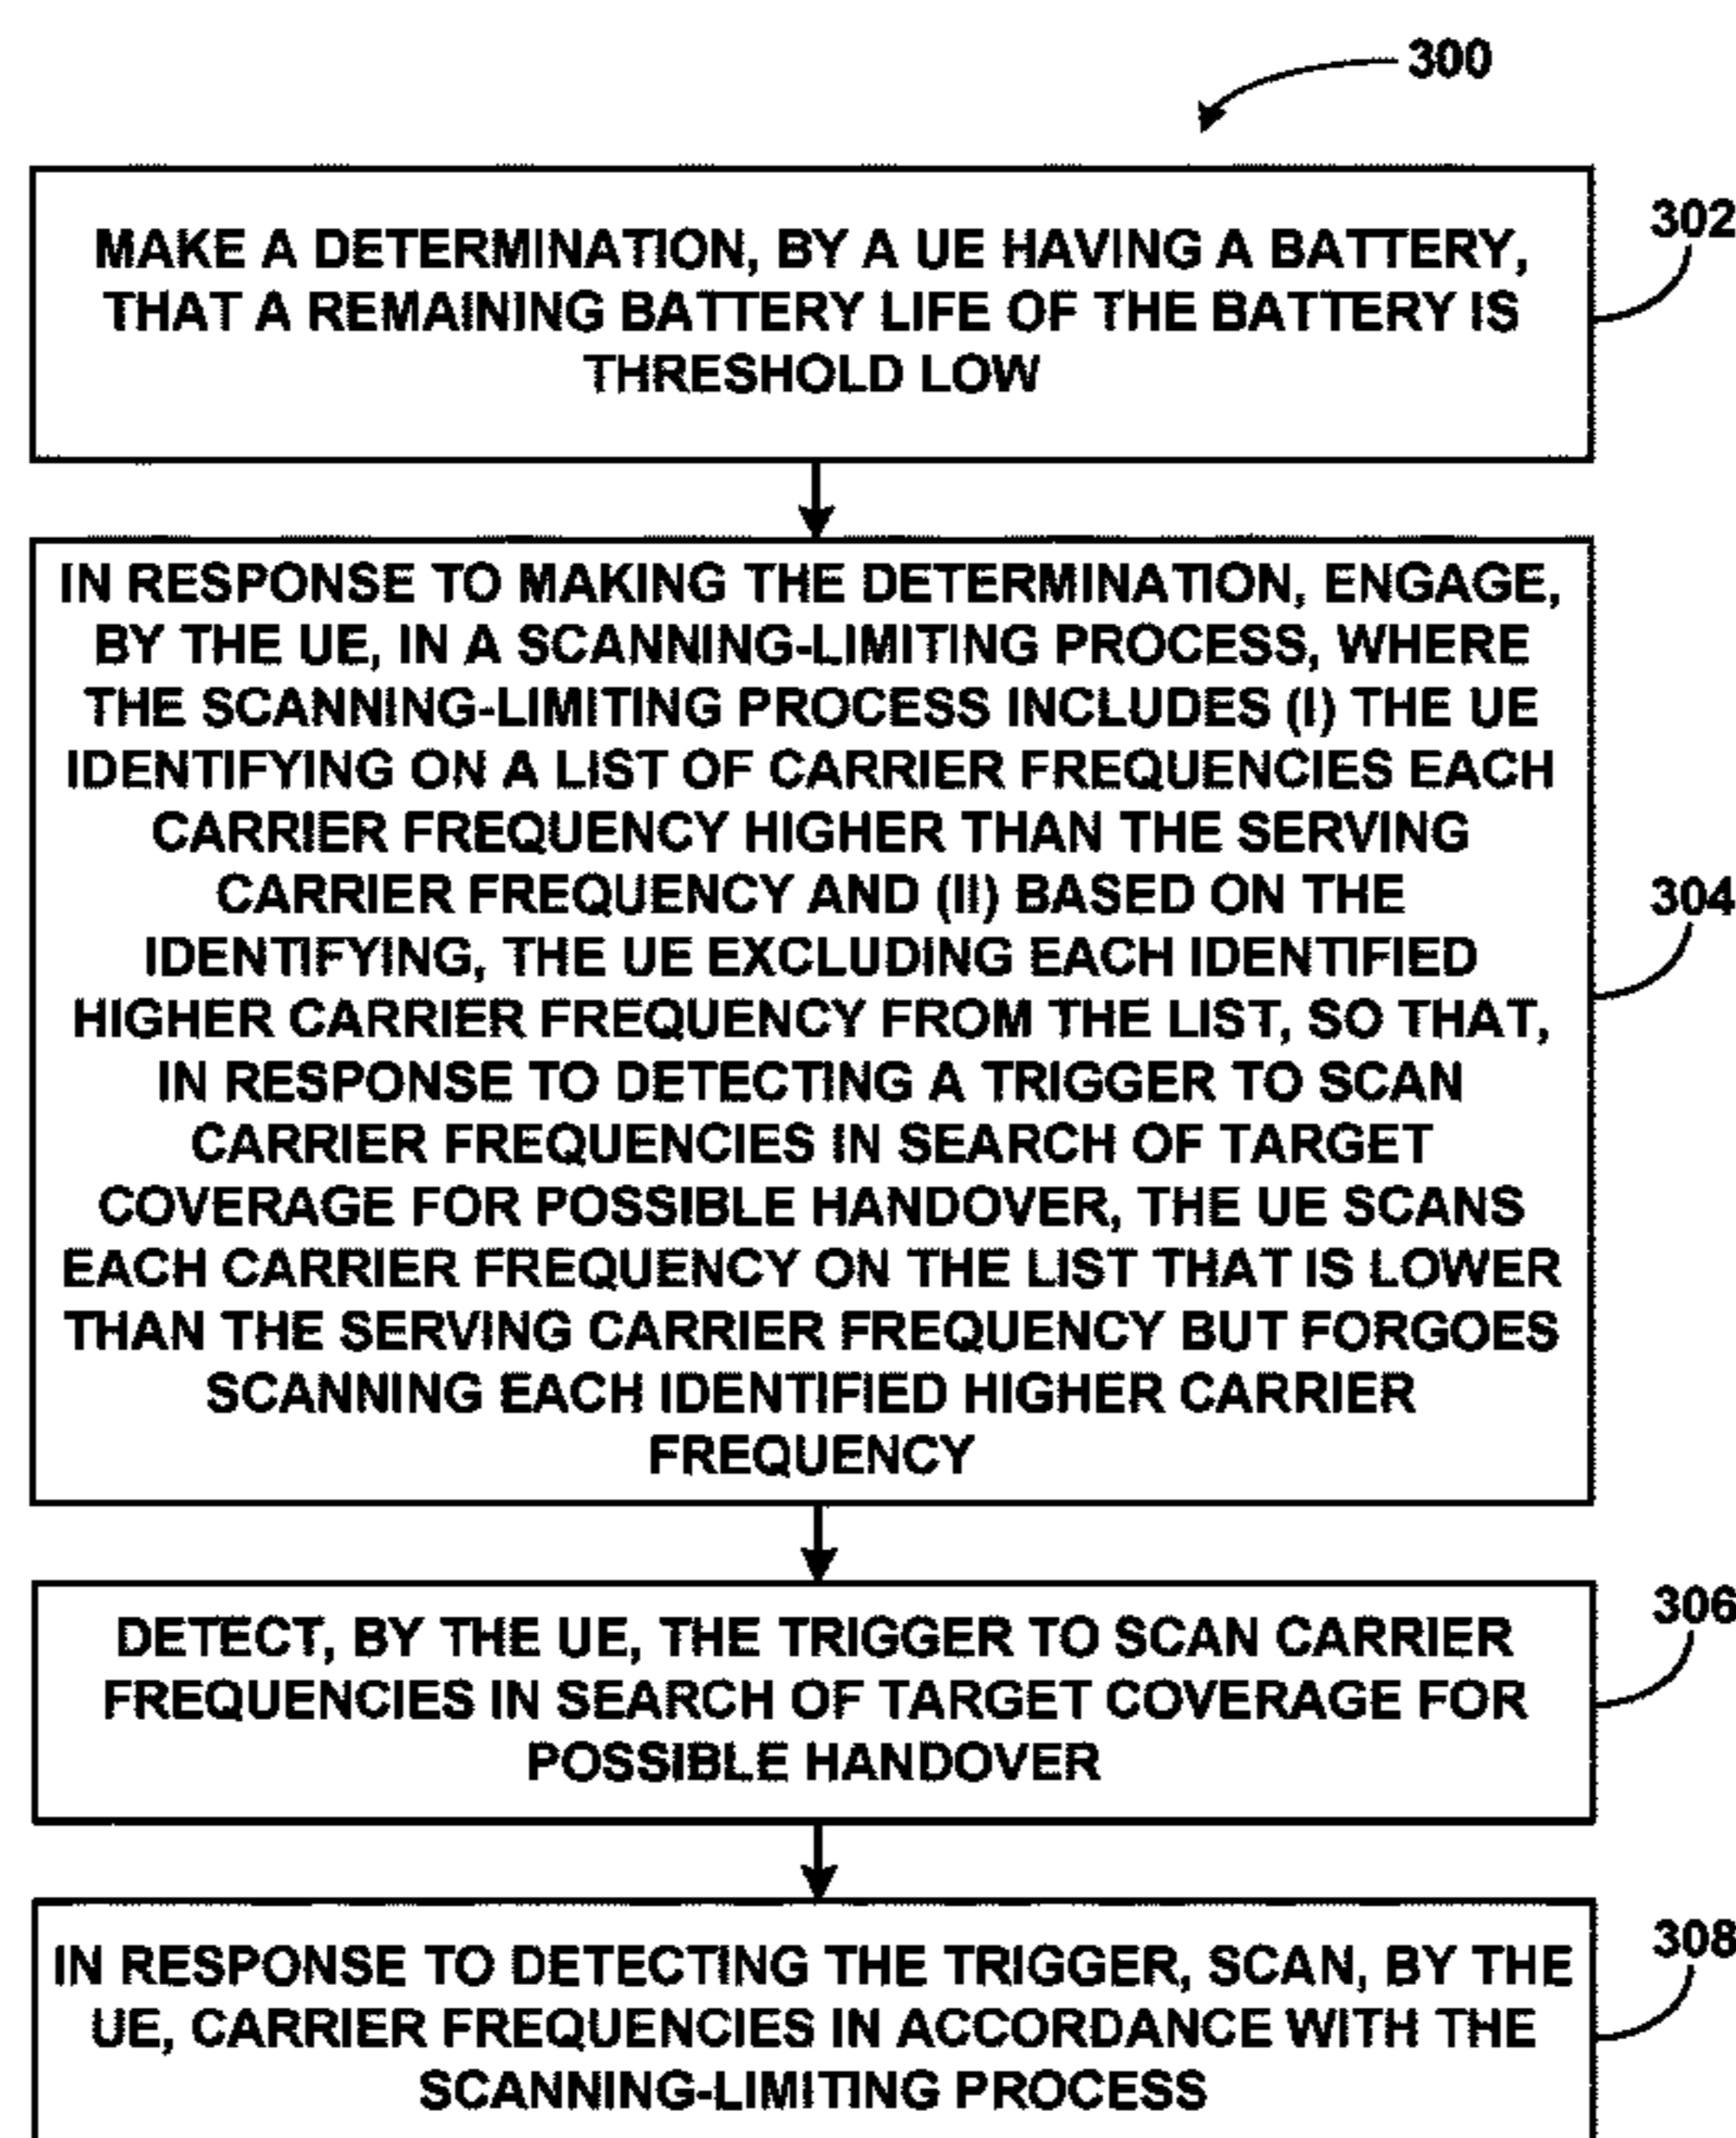 300
302
MAKE A DETERMINATION, BY A UE HAVING A BATTERY,
THAT A REMAINING BATTERY LIFE OF THE BATTERY IS
THRESHOLD LOW
IN RESPONSE TO MAKING THE DETERMINATION, ENGAGE,
BY THE UE, IN A SCANNING-LIMITING PROCESS, WHERE
THE SCANNING-LIMITING PROCESS INCLUDES (I) THE UE
IDENTIFYING ON A LIST OF CARRIER FREQUENCIES EACH
CARRIER FREQUENCY HIGHER THAN THE SERVING
CARRIER FREQUENCY AND (II) BASED ON THE
304
IDENTIFYING, THE UE EXCLUDING EACH IDENTIFIED
HIGHER CARRIER FREQUENCY FROM THE LIST, SO THAT,
IN RESPONSE TO DETECTING A TRIGGER TO SCAN
CARRIER FREQUENCIES IN SEARCH OF TARGET
COVERAGE FOR POSSIBLE HANDOVER, THE UE SCANS
EACH CARRIER FREQUENCY ON THE LIST THAT IS LOWER
THAN THE SERVING CARRIER FREQUENCY BUT FORGOES
SCANNING EACH IDENTIFIED HIGHER CARRIER
FREQUENCY
306
DETECT, BY THE UE, THE TRIGGER TO SCAN CARRIER
FREQUENCIES IN SEARCH OF TARGET COVERAGE FOR
POSSIBLE HANDOVER
308
IN RESPONSE TO DETECTING THE TRIGGER, SCAN, BY THE
UE, CARRIER FREQUENCIES IN ACCORDANCE WITH THE
SCANNING-LIMITING PROCESS